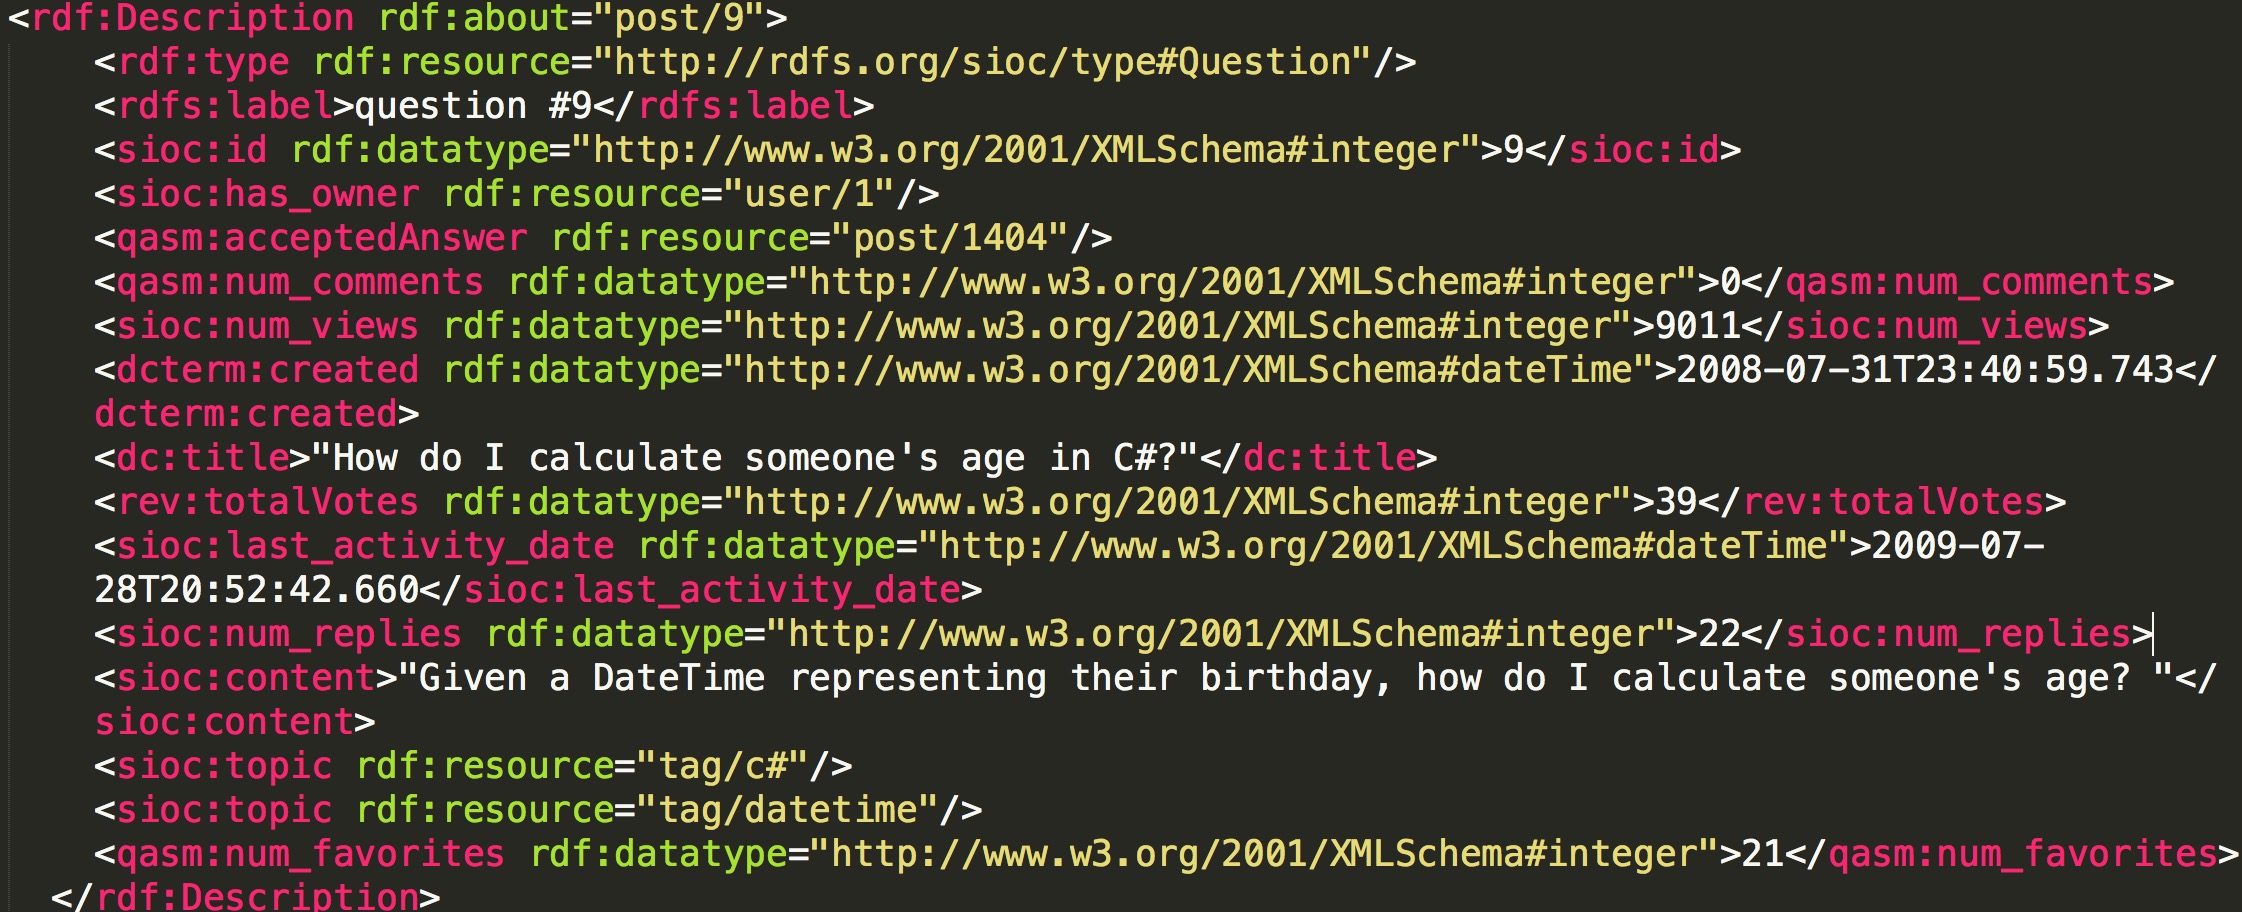 <rdf:Description rdf:about="post/9">
<rdf:type rdf:resource="http://rdfs.org/sioc/type#Question"/>
<rdfs:label>question #9</rdfs:label>
<sioc:id rdf:datatype="http://www.w3.org/2001/XMLSchema#integer">9</sioc:id>
<sioc:has_owner rdf:resource="user/1"/>
<qasm:acceptedAnswer rdf:resource="post/1404"/>
<qasm:num_comments rdf:datatype="http://www.w3.org/2001/XMLSchema#integer">0</qasm:num_comments>
<sioc:num_views rdf:datatype="http://www.w3.org/2001/XMLSchema#integer">9011</sioc:num_views>
<dcterm:created rdf:datatype="http://www.w3.org/2001/XMLSchema#dateTime">2008-07-31T23:40:59.743</
dcterm:created>
<dc:title>"How do I calculate someone's age in C#?"</dc:title>
<rev:totalVotes rdf:datatype="http://www.w3.org/2001/XMLSchema#integer">39</rev:totalVotes>
<sioc:last_activity_date rdf:datatype="http://www.w3.org/2001/XMLSchema#dateTime">2009-07-
28T20:52:42.660</sioc:last_activity_date>
<sioc:num_replies rdf:datatype="http://www.w3.org/2001/XMLSchema#integer">22</sioc:num_replies>
<sioc:content>"Given a DateTime representing their birthday, how do I calculate someone's age? "</
sioc:content>
<sioc:topic rdf:resource="tag/c#"/>
<sioc:topic rdf:resource="tag/datetime"/>
<qasm:num_favorites rdf:datatype="http://www.w3.org/2001/XMLSchema#integer">21</qasm:num_favorites>
</rdf:Description>